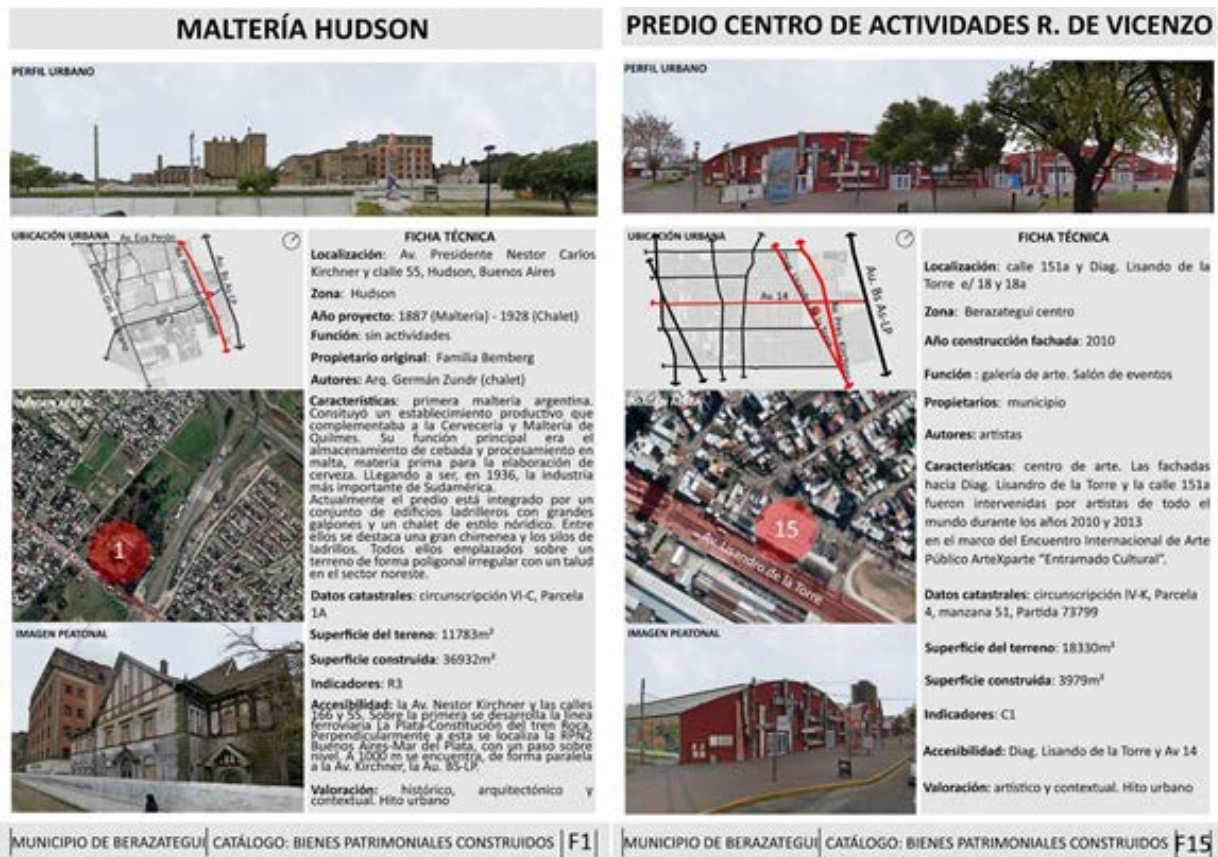 MALTERÍA HUDSON
PERFIL URBANO
UBICACIÓN URBANA
Av. Eva Perón
Au. Bs As-LP
FICHA TÉCNICA
Localización: Av. Presidente Nestor Carlos
Kirchner y clalle 55, Hudson, Buenos Aires
Zona: Hudson
Año proyecto: 1887 (Maltería) - 1928 (Chalet)
Función: sin actividades
Propietario original: Familia Bemberg
Autores: Arq. Germán Zundr (chalet)
Características: primera maltería argentina.
Consituyó un establecimiento productivo que
complementaba a la Cervecería y Maltería de
Quilmes. Su función principal era el
almacenamiento de cebada y procesamiento en
malta, materia prima para la elaboración de
cerveza. LLegando a ser, en 1936, la industria
más importante de Sudamérica.
Actualmente el predio está integrado por un
conjunto de edificios ladrilleros con grandes
galpones y un chalet de estilo nóridico. Entre
ellos se destaca una gran chimenea y los silos de
ladrillos. Todos ellos emplazados sobre un
terreno de forma poligonal irregular con un talud
en el sector noreste.
Datos catastrales: circunscripción VI-C, Parcela
1A
Superficie del terreno: 11783m²
Superficie construida: 36932m²
Indicadores: R3
Accesibilidad: la Av. Nestor Kirchner y las calles
166 y 55. Sobre la primera se desarrolla la línea
ferroviaria La Plata-Constitución del tren Roca.
Perpendicularmente a esta se localiza la RPN2
Buenos Aires-Mar del Plata, con un paso sobre
nivel. A 1000 m se encuentra, de forma paralela
a la Av. Kirchner, la Au. BS-LP.
Valoración: histórico, arquitectónico y
contextual. Hito urbano
1
IMAGEN PEATONAL
MUNICIPIO DE BERAZATEGUI CATÁLOGO: BIENES PATRIMONIALES CONSTRUIDOS F1
PREDIO CENTRO DE ACTIVIDADES R. DE VICENZO
PERFIL URBANO
UBICACIÓN URBANA
Av. 14
Au. Bs As-LP
FICHA TÉCNICA
Localización: calle 151a y Diag. Lisando de la
Torre e/ 18 y 18a
Zona: Berazategui centro
Año construcción fachada: 2010
Función : galería de arte. Salón de eventos
Propietarios: municipio
Autores: artistas
Características: centro de arte. Las fachadas
hacia Diag. Lisandro de la Torre y la calle 151a
fueron intervenidas por artistas de todo el
mundo durante los años 2010 y 2013
en el marco del Encuentro Internacional de Arte
Público ArteXparte "Entramado Cultural".
Datos catastrales: circunscripción IV-K, Parcela
4, manzana 51, Partida 73799
Superficie del terreno: 18330m²
Superficie construida: 3979m²
Indicadores: C1
Accesibilidad: Diag. Lisando de la Torre y Av 14
Valoración: artístico y contextual. Hito urbano
15
Av. Lisandro de la Torre
IMAGEN PEATONAL
MUNICIPIO DE BERAZATEGUI CATÁLOGO: BIENES PATRIMONIALES CONSTRUIDOS F15